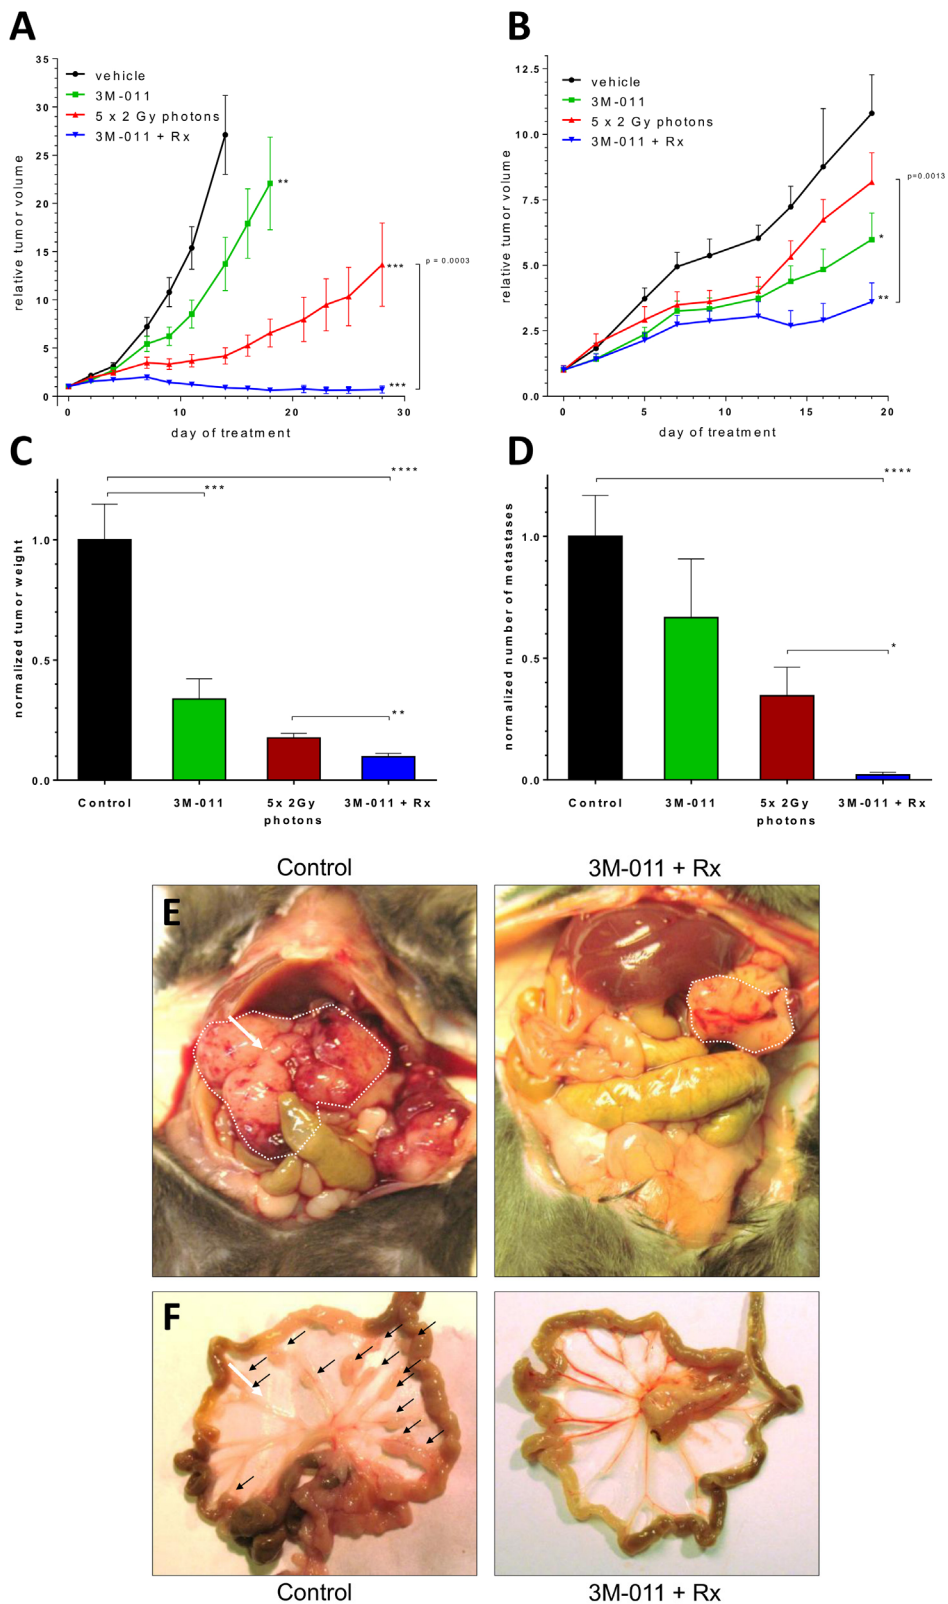 A
35
30
25
20
15
10
5
0
relative tumor volume
vehicle
3M-011
5 x 2 Gy photons
3M-011 + Rx
**
***
***
p = 0.0003
0
10
20
30
day of treatment
B
12.5
10.0
7.5
5.0
2.5
0.0
relative tumor volume
vehicle
3M-011
5 x 2 Gy photons
3M-011 + Rx
p=0.0013
*
**
0
5
10
15
20
day of treatment
C
****
***
**
1.0
0.5
0.0
normalized tumor weight
Control
3M-011
5x 2Gy
photons
3M-011 + Rx
D
****
*
1.0
0.5
0.0
normalized number of metastases
Control
3M-011
5x 2Gy
photons
3M-011 + Rx
Control
3M-011 + Rx
E
F
Control
3M-011 + Rx